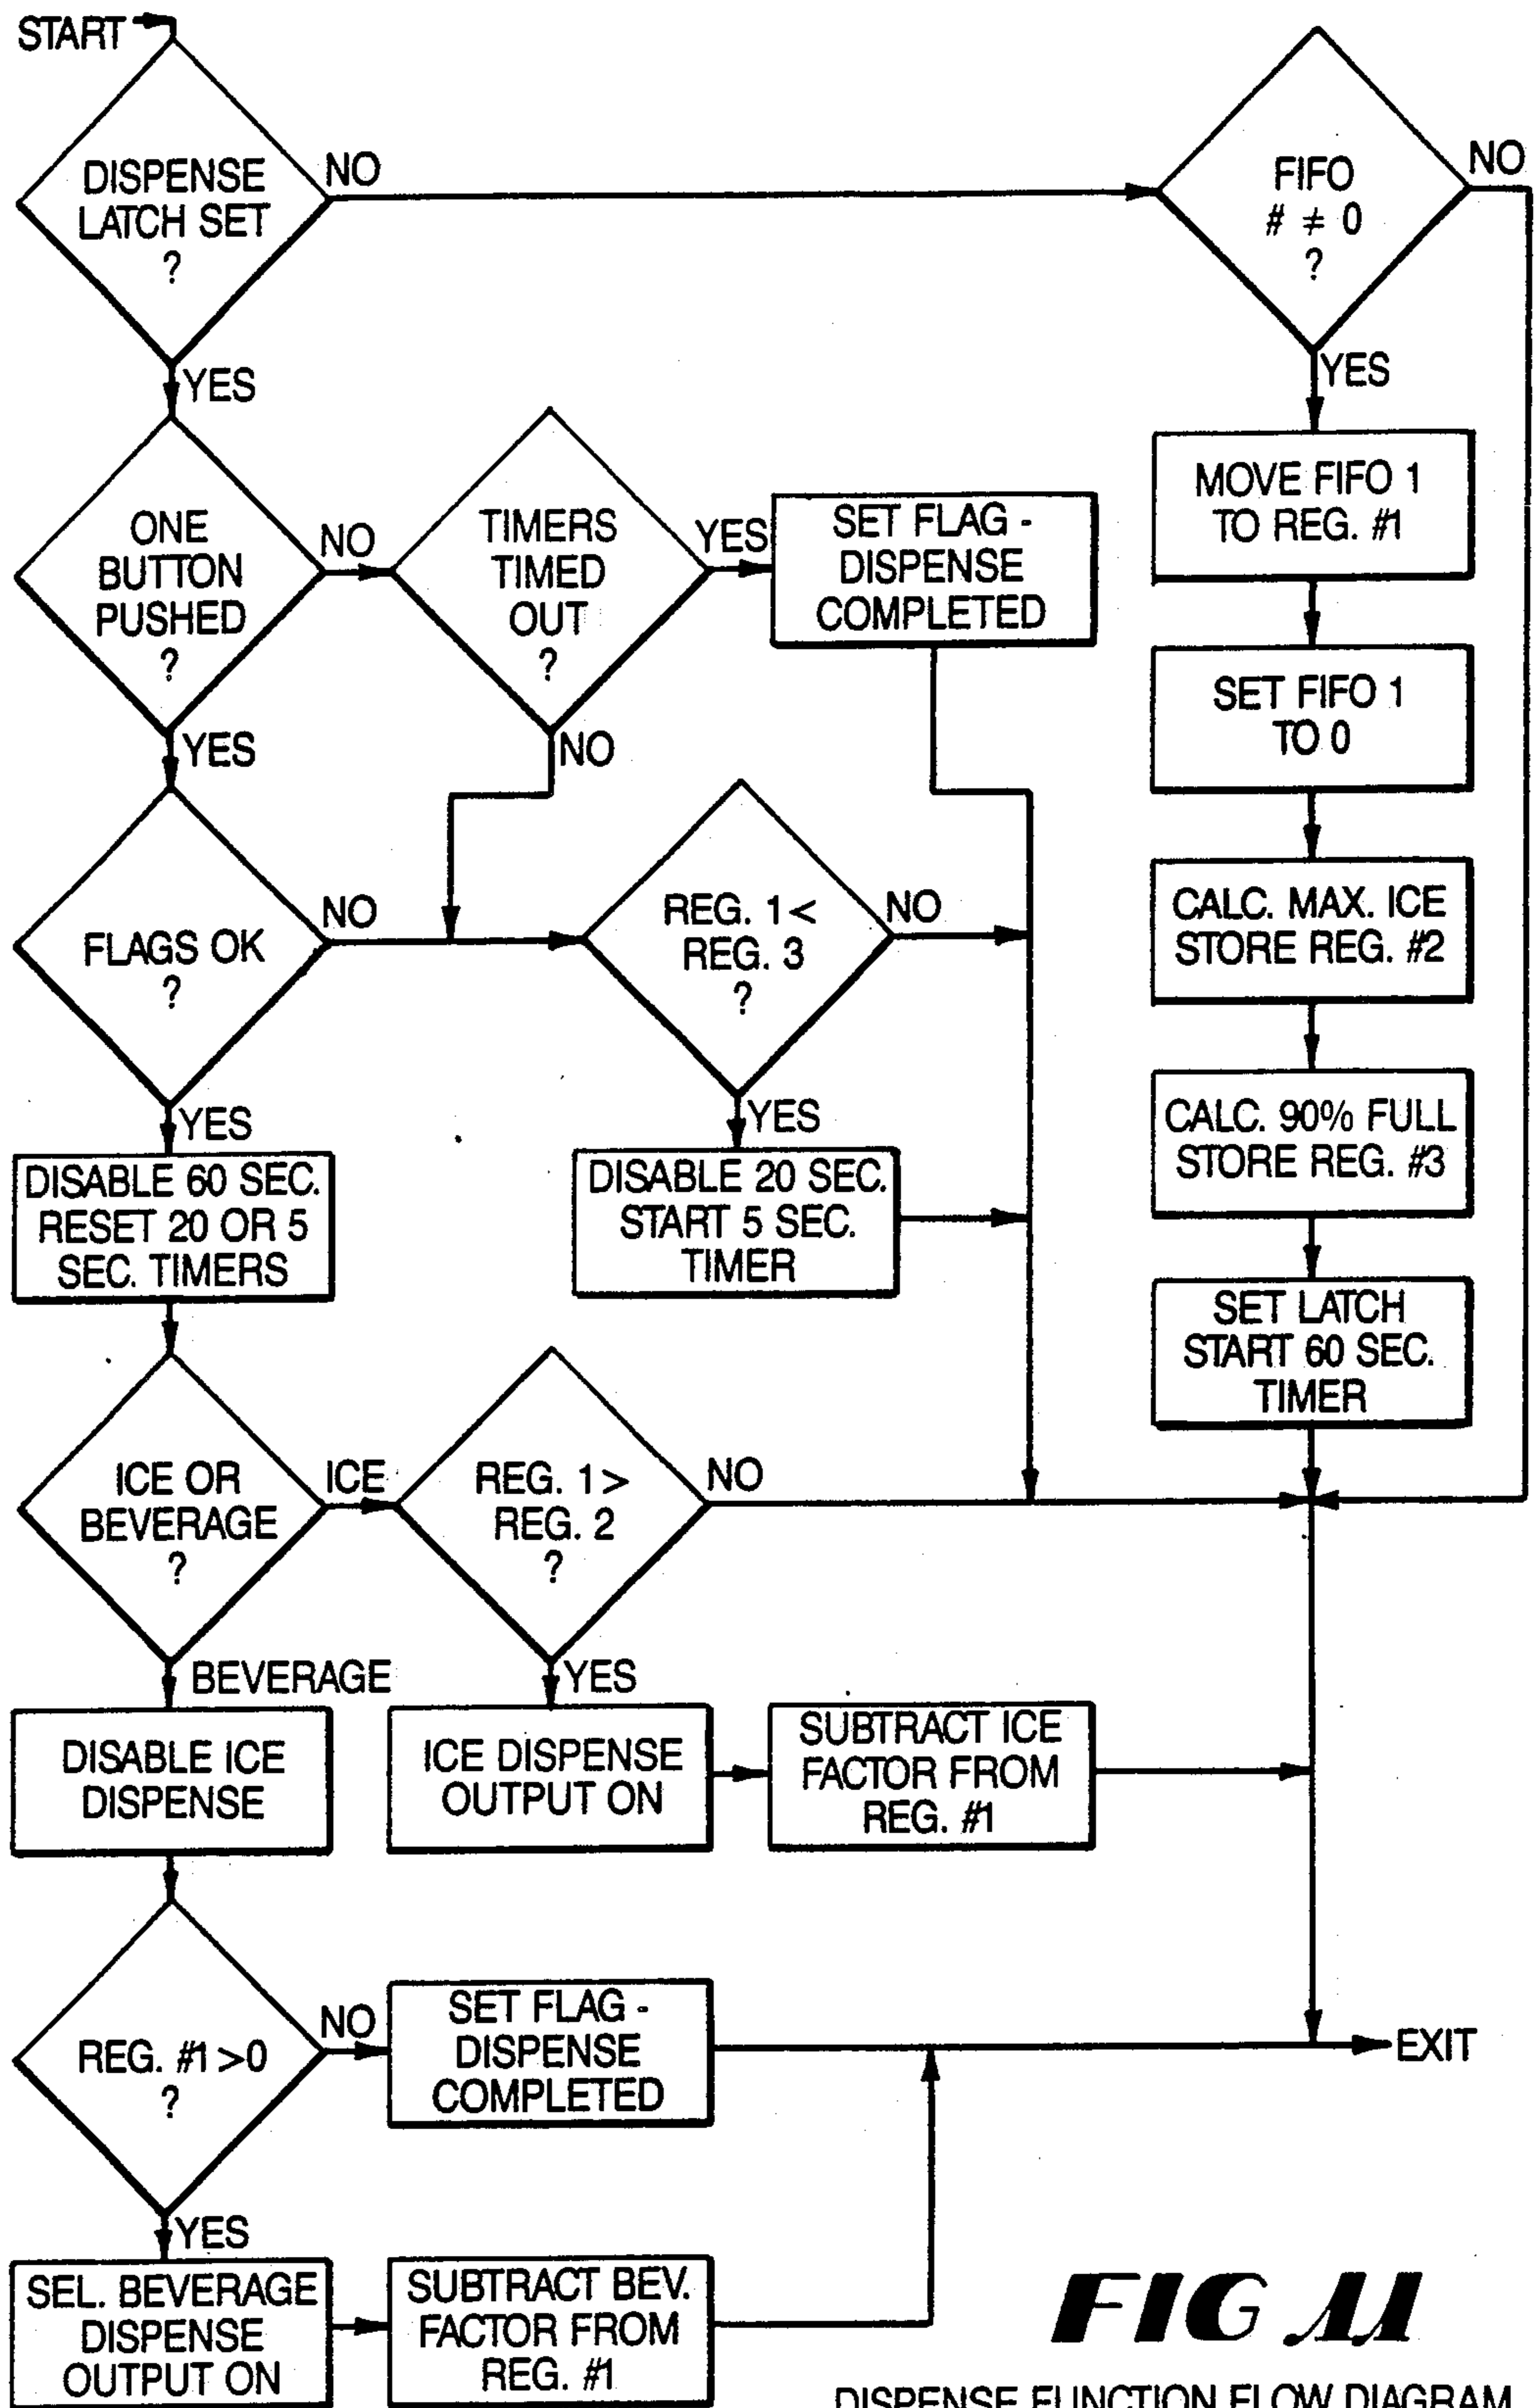 START
DISPENSE
LATCH SET
?
NO
FIFO
# ≠ 0
?
NO
YES
YES
MOVE FIFO 1
TO REG. #1
ONE
BUTTON
PUSHED
?
NO
TIMERS
TIMED
OUT
?
YES
SET FLAG -
DISPENSE
COMPLETED
SET FIFO 1
TO 0
YES
NO
FLAGS OK
?
NO
REG. 1 <
REG. 3
?
NO
CALC. MAX. ICE
STORE REG. #2
YES
YES
CALC. 90% FULL
STORE REG. #3
DISABLE 60 SEC.
RESET 20 OR 5
SEC. TIMERS
DISABLE 20 SEC.
START 5 SEC.
TIMER
SET LATCH
START 60 SEC.
TIMER
ICE OR
BEVERAGE
?
ICE
REG. 1 >
REG. 2
?
NO
BEVERAGE
YES
DISABLE ICE
DISPENSE
ICE DISPENSE
OUTPUT ON
SUBTRACT ICE
FACTOR FROM
REG. #1
REG. #1 >0
?
NO
SET FLAG -
DISPENSE
COMPLETED
EXIT
YES
SEL. BEVERAGE
DISPENSE
OUTPUT ON
SUBTRACT BEV.
FACTOR FROM
REG. #1
FIG 11
DISPENSE FUNCTION FLOW DIAGRAM